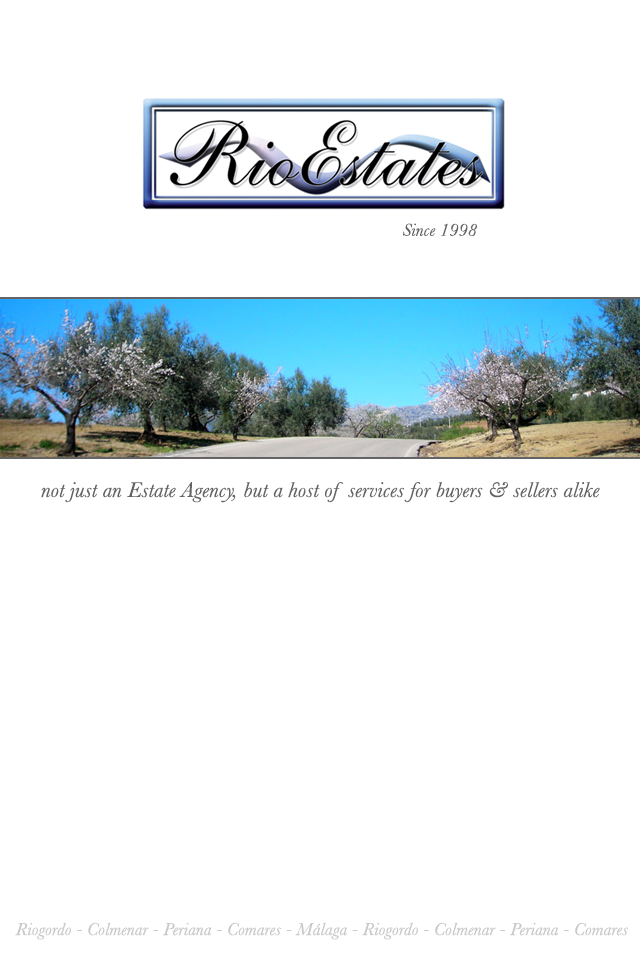 RioEstates
Since 1998
not just an Estate Agency, but a host of services for buyers & sellers alike
Riogordo - Colmenar - Periana - Comares - Málaga - Riogordo - Colmenar - Periana - Comares